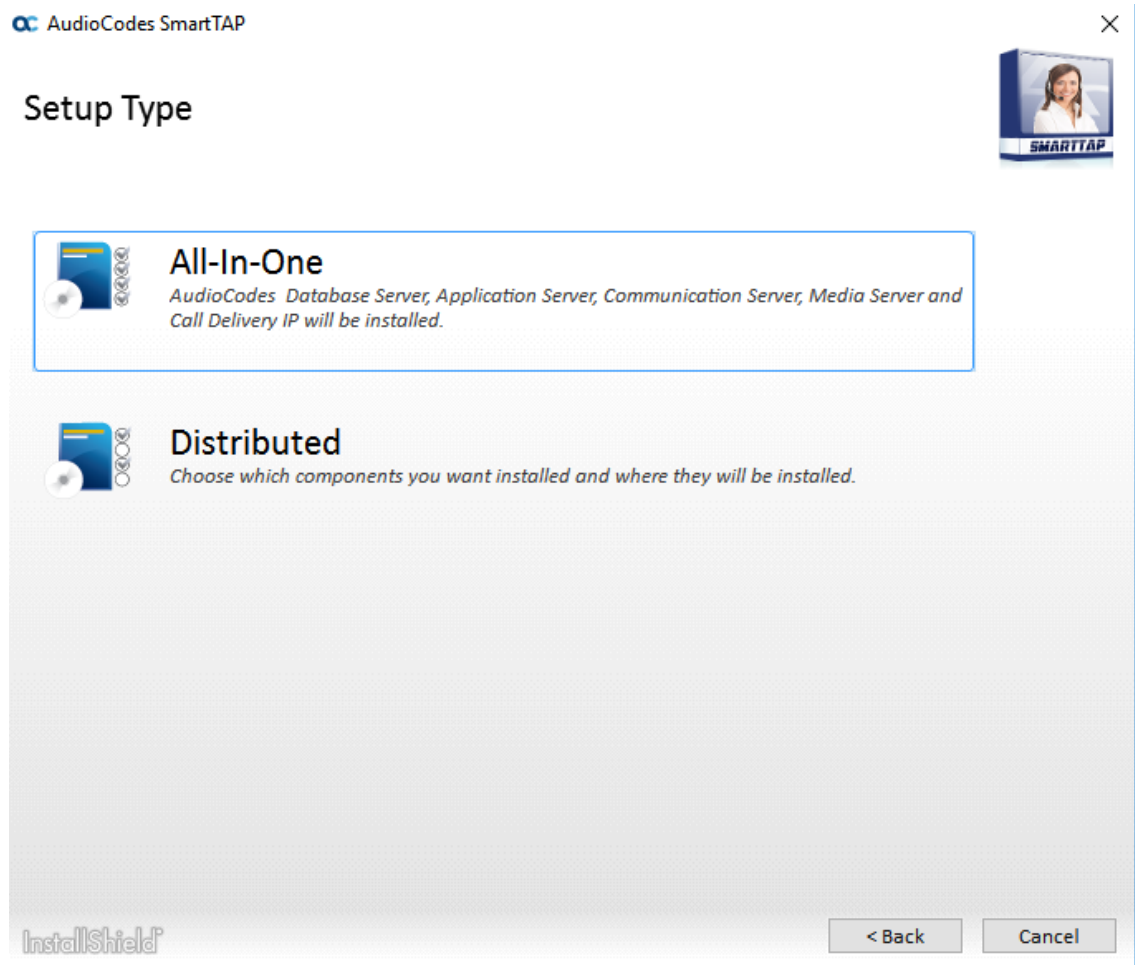 AudioCodes SmartTAP
Setup Type
SMARTTAP
All-In-One
AudioCodes  Database Server, Application Server, Communication Server, Media Server and
Call Delivery IP will be installed.
Distributed
Choose which components you want installed and where they will be installed.
InstallShield
< Back
Cancel